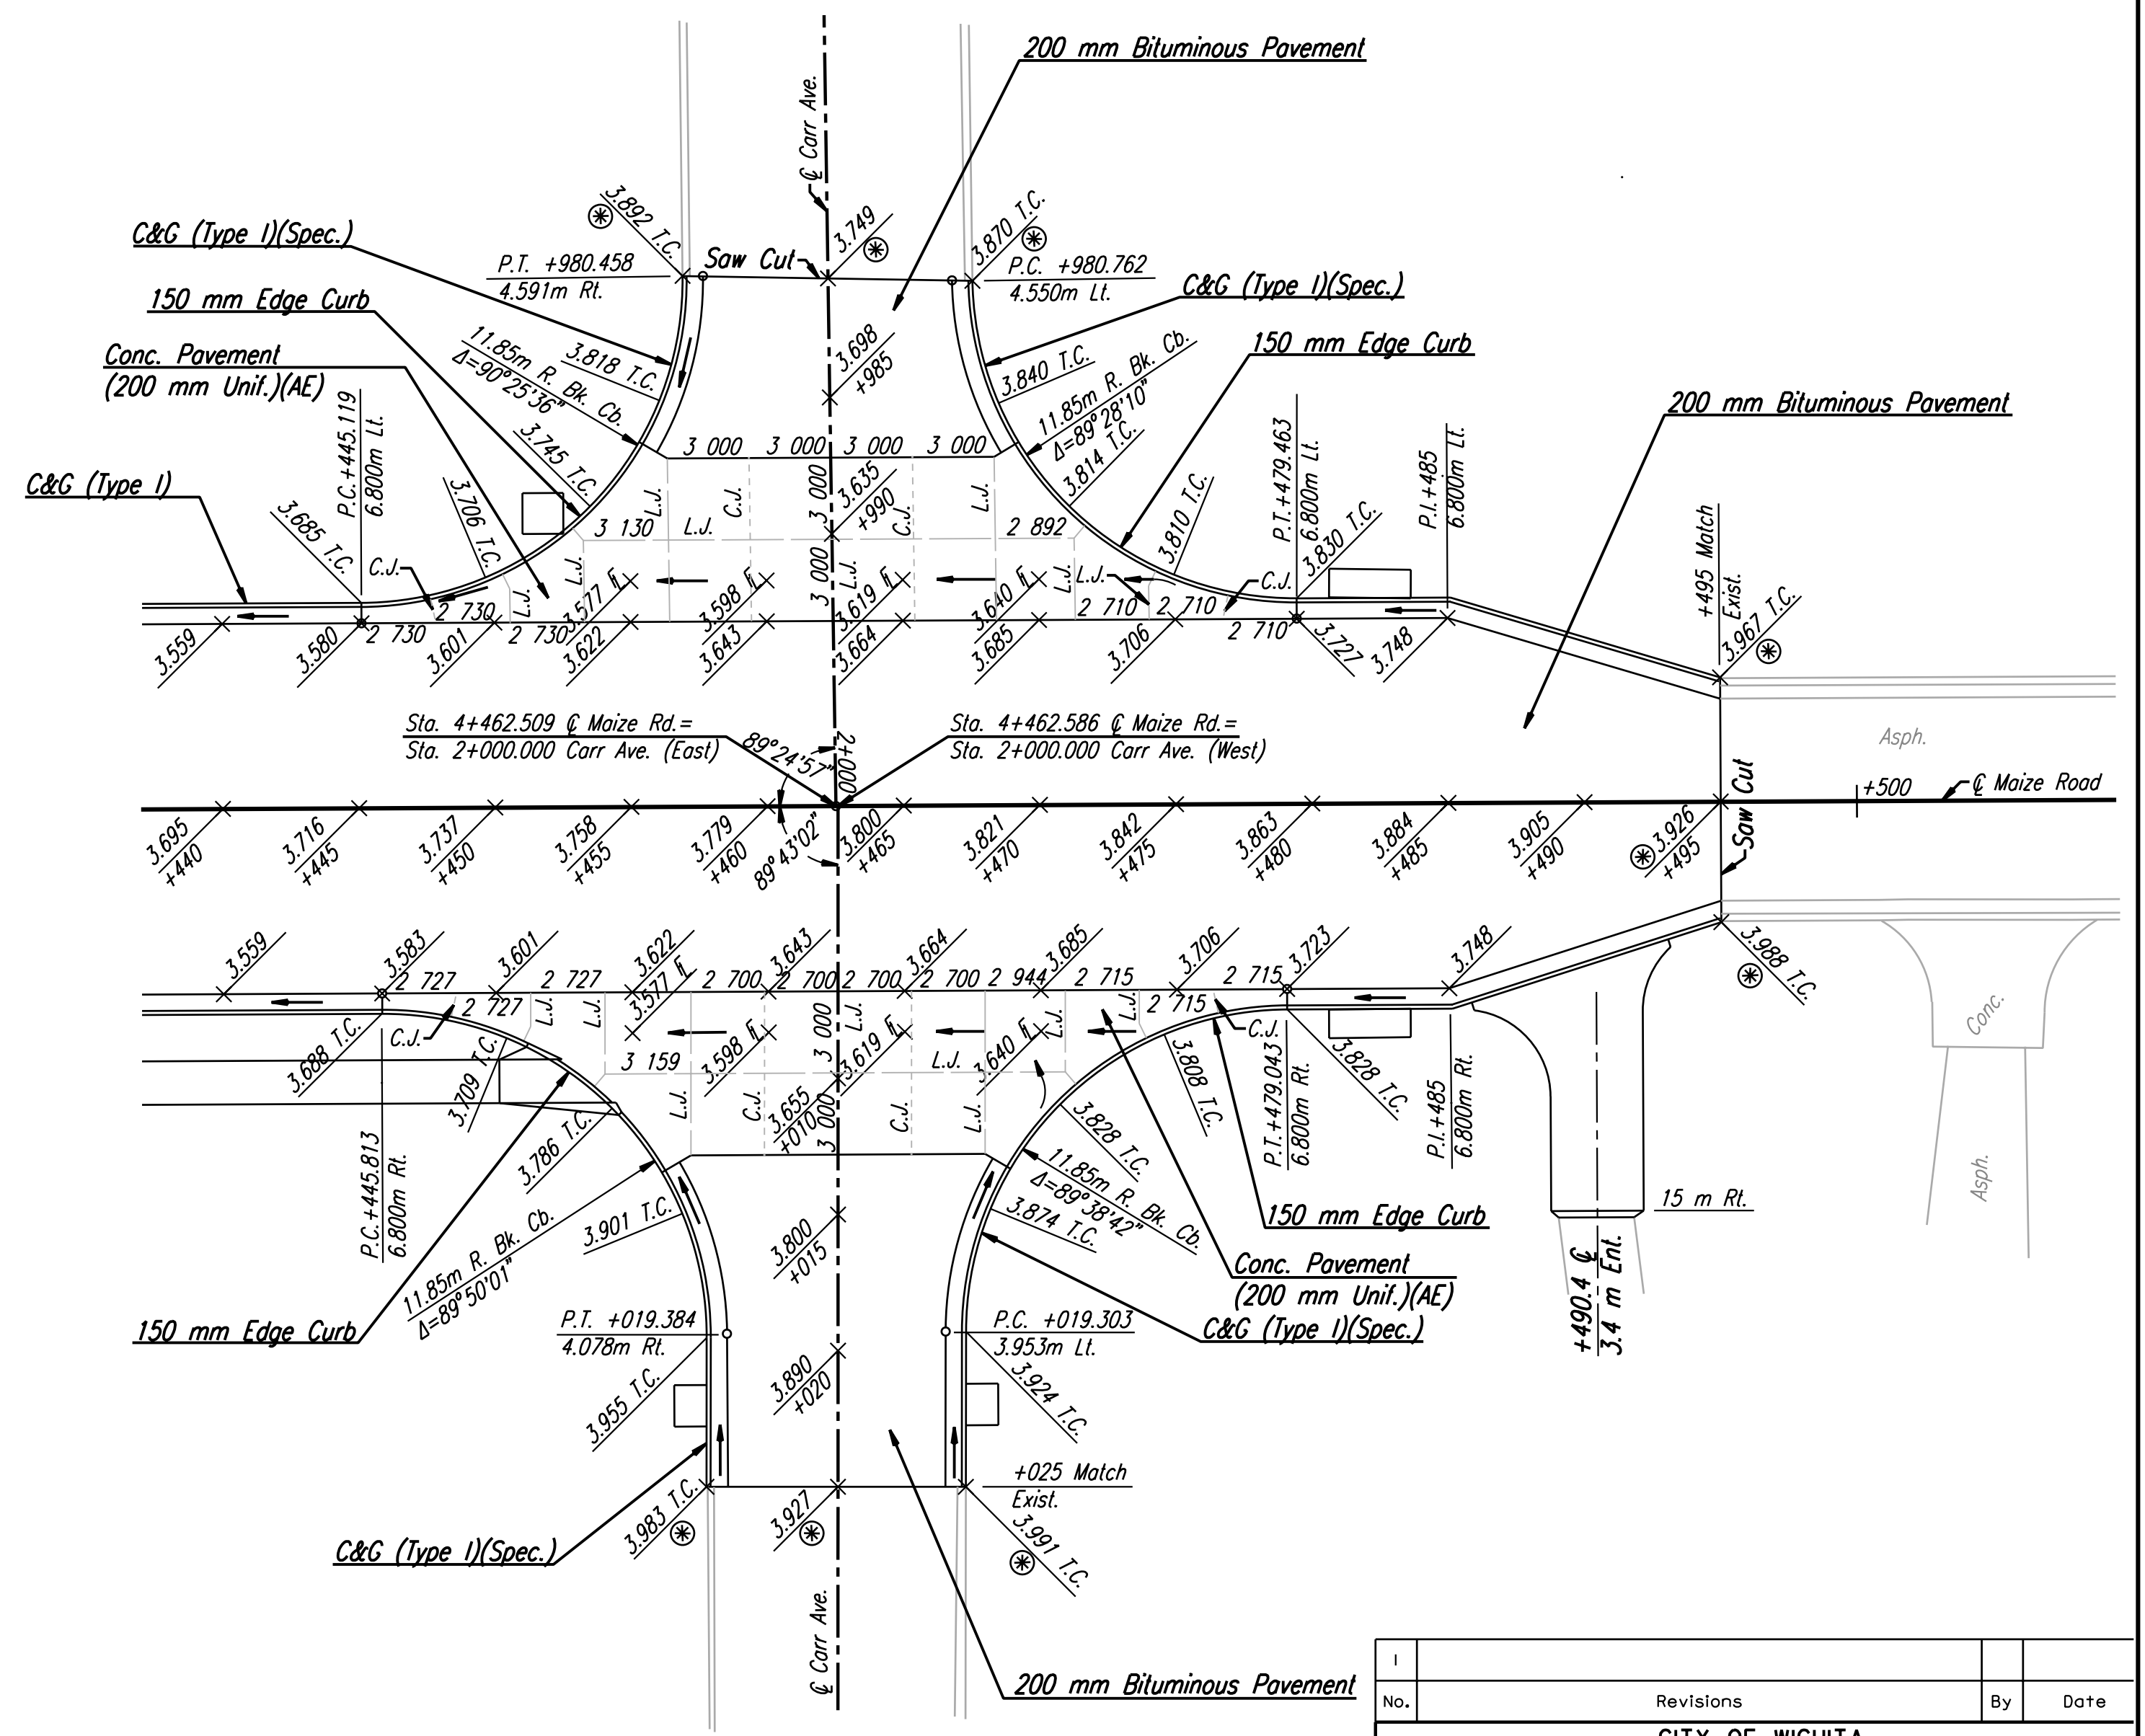 200 mm Bituminous Pavement
℄ Carr Ave.
3.892 T.C.
3.749
3.870 T.C.
C&G (Type I)(Spec.)
P.T. +980.458
4.591m Rt.
Saw Cut
P.C. +980.762
4.550m Lt.
C&G (Type I)(Spec.)
150 mm Edge Curb
11.85m R. Bk. Cb.
Δ=90°25'36"
3.818 T.C.
3.698
+985
3.840 T.C.
11.85m R. Bk. Cb.
Δ=89°28'10"
3.814 T.C.
150 mm Edge Curb
Conc. Pavement
(200 mm Unif.)(AE)
P.C.+445.119
6.800m Lt.
3.745 T.C.
3 000
3 000
3 000
3 000
P.T.+479.463
6.800m Lt.
P.I.+485
6.800m Lt.
200 mm Bituminous Pavement
C&G (Type I)
3.685 T.C.
3.706 T.C.
L.J.
C.J.
3 000
3.635
+990
C.J.
L.J.
3.810 T.C.
3.830 T.C.
+495 Match
Exist.
3.967 T.C.
3 130
L.J.
2 892
C.J.
L.J.
L.J.
3.577 ℄
3.598 ℄
3 000
L.J.
3.619 ℄
3.640 ℄
L.J.
L.J.
C.J.
2 730
2 730
2 730
2 710
2 710
2 710
3.559
3.580
3.601
3.622
3.643
3.664
3.685
3.706
3.727
3.748
Sta. 4+462.509 ℄ Maize Rd.=
Sta. 2+000.000 Carr Ave. (East)
89°24'57"
2+000
Sta. 4+462.586 ℄ Maize Rd.=
Sta. 2+000.000 Carr Ave. (West)
Asph.
Saw Cut
+500
℄ Maize Road
3.695
+440
3.716
+445
3.737
+450
3.758
+455
3.779
+460
89°43'02"
3.800
+465
3.821
+470
3.842
+475
3.863
+480
3.884
+485
3.905
+490
3.926
+495
3.559
3.583
3.601
3.622
3.643
3.664
3.685
3.706
3.723
3.748
3.988 T.C.
2 727
2 727
2 727
2 700
2 700
2 700
2 700
2 944
2 715
2 715
2 715
3.688 T.C.
C.J.
3.709 T.C.
L.J.
L.J.
3.577 ℄
3.598 ℄
3 000
L.J.
3.619 ℄
L.J.
3.640 ℄
L.J.
L.J.
C.J.
Conc.
3 159
L.J.
C.J.
3.655
+010
3 000
C.J.
L.J.
3.808 T.C.
3.828 T.C.
P.T.+479.043
6.800m Rt.
3.828 T.C.
P.I.+485
6.800m Rt.
P.C.+445.813
6.800m Rt.
3.786 T.C.
3.901 T.C.
11.85m R. Bk. Cb.
Δ=89°50'01"
3.800
+015
11.85m R. Bk. Cb.
Δ=89°38'42"
3.874 T.C.
150 mm Edge Curb
15 m Rt.
Asph.
Conc. Pavement
(200 mm Unif.)(AE)
C&G (Type I)(Spec.)
+490.4 ℄
3.4 m Ent.
150 mm Edge Curb
P.T. +019.384
4.078m Rt.
P.C. +019.303
3.953m Lt.
3.955 T.C.
3.890
+020
3.924 T.C.
+025 Match
Exist.
3.983 T.C.
3.927
3.991 T.C.
C&G (Type I)(Spec.)
℄ Carr Ave.
200 mm Bituminous Pavement
1
No.
Revisions
By
Date
CITY OF WICHITA